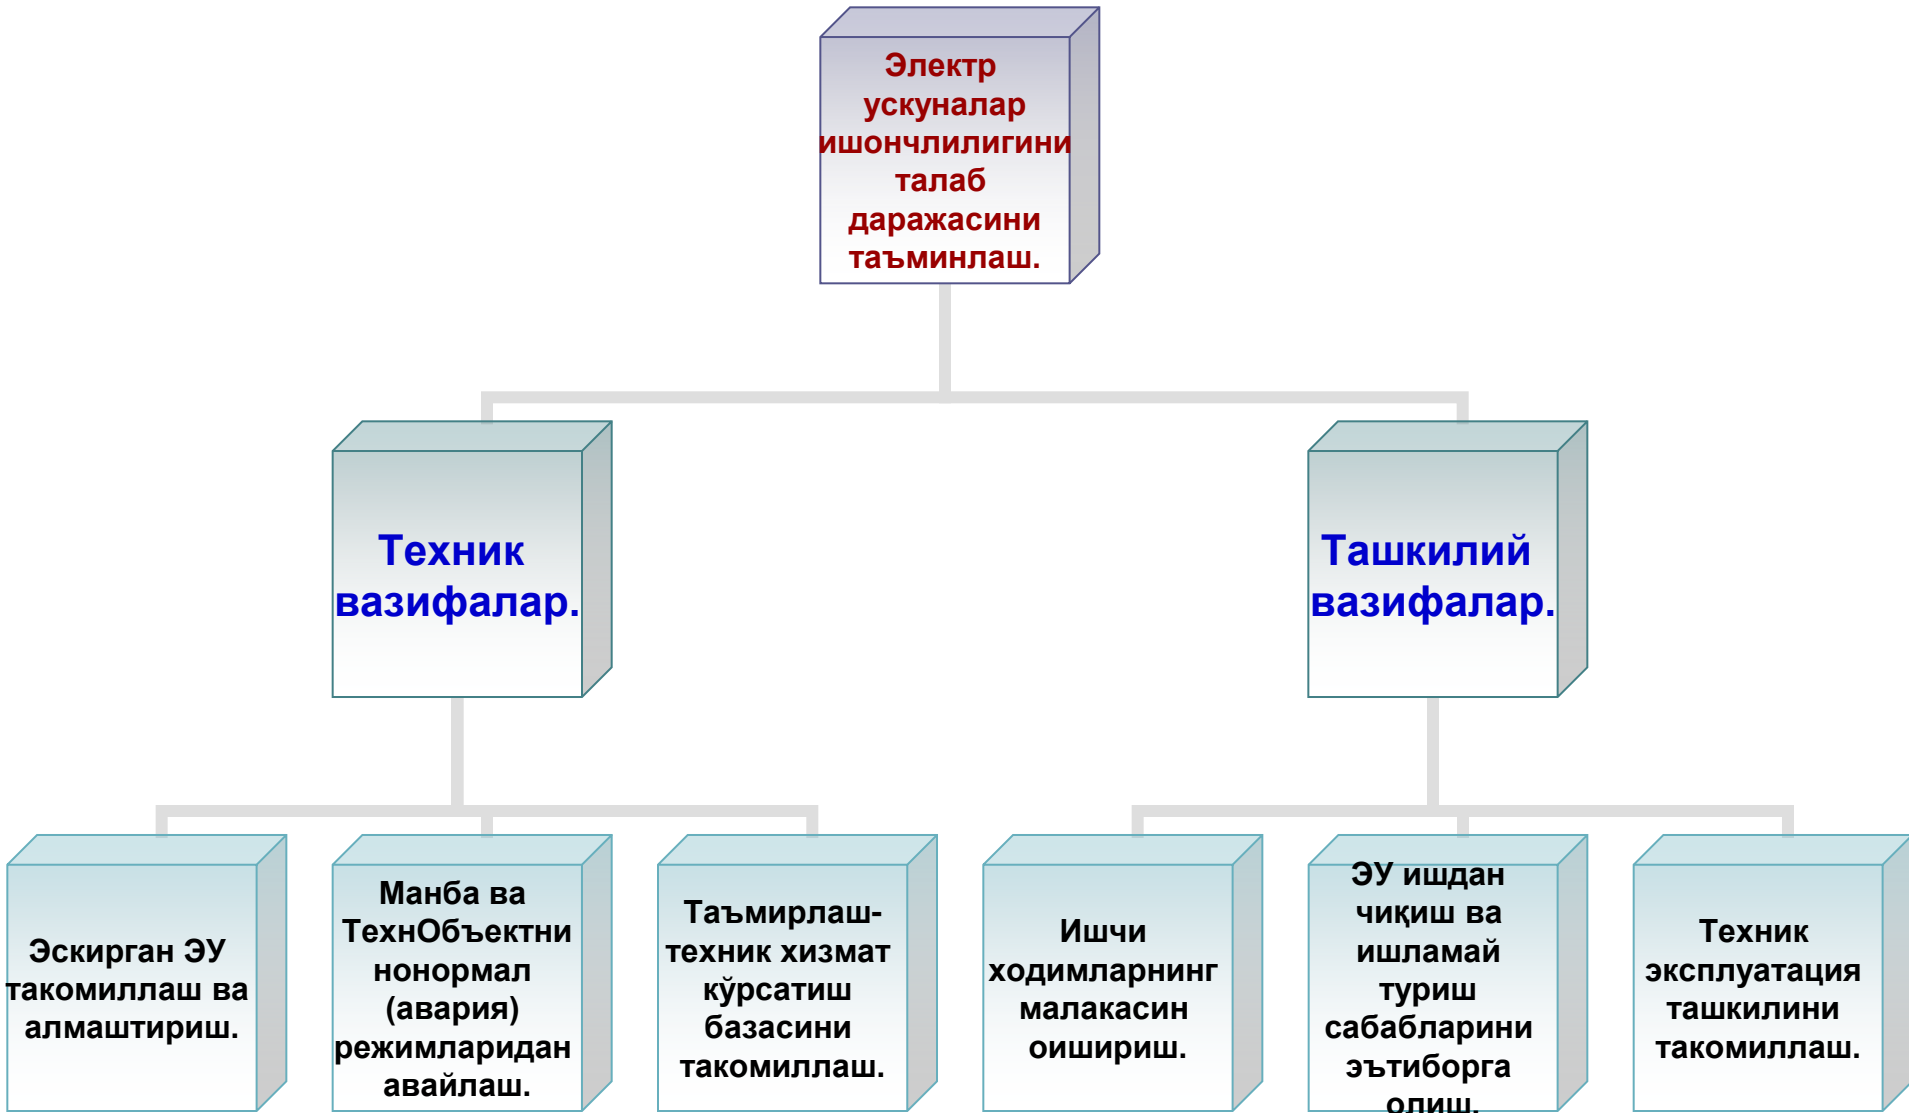 Электр
ускуналар
ишончлилигини
талаб
даражасини
таъминлаш.
Техник
вазифалар.
Ташкилий
вазифалар.
Эскирган ЭУ
такомиллаш ва
алмаштириш.
Манба ва
ТехнОбъектни
нонормал
(авария)
режимларидан
авайлаш.
Таъмирлаш-
техник хизмат
кўрсатиш
базасини
такомиллаш.
Ишчи
ходимларнинг
малакасин
оишириш.
ЭУ ишдан
чиқиш ва
ишламай
туриш
сабабларини
эътиборга
олиш.
Техник
эксплуатация
ташкилини
такомиллаш.